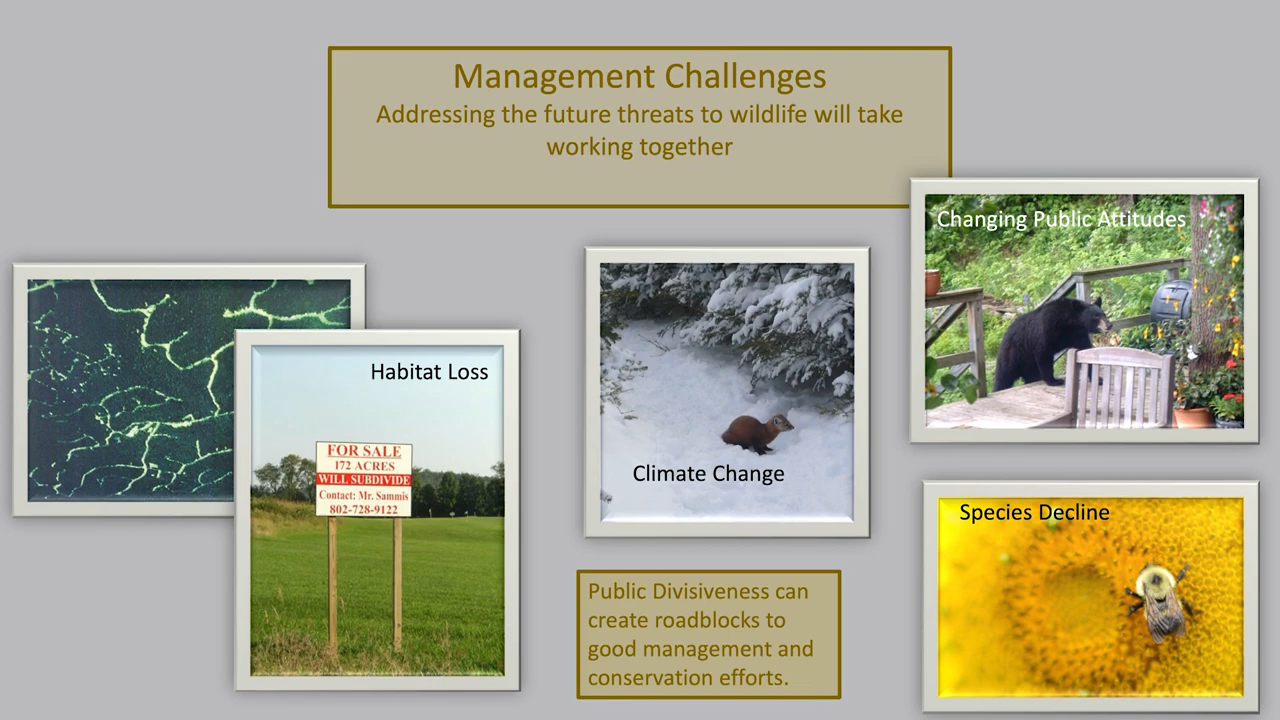 Management Challenges
Addressing the future threats to wildlife will take
working together
Changing Public Attitudes
Habitat Loss
FOR SALE
172 ACRES
WILL SUBDIVIDE
Contact: Mr. Sammis
802-728-9122
Climate Change
Species Decline
Public Divisiveness can
create roadblocks to
good management and
conservation efforts.